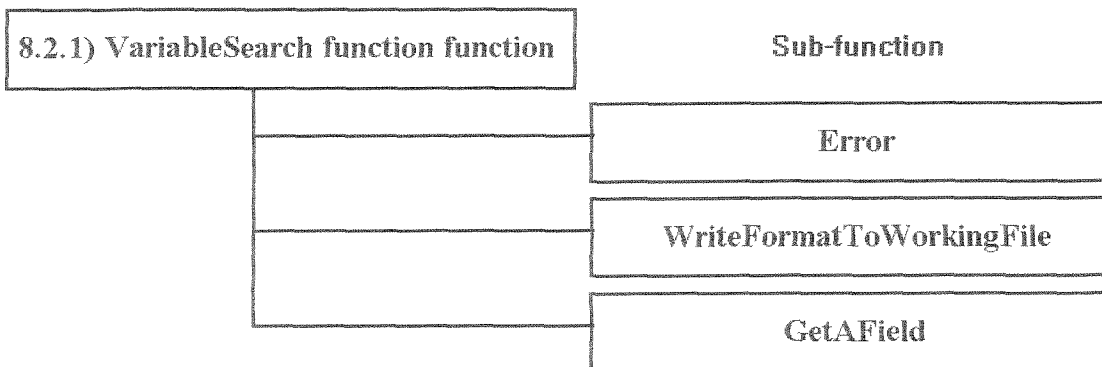 8.2.1) VariableSearch function function
Sub-function
Error
WriteFormatToWorkingFile
GetAField